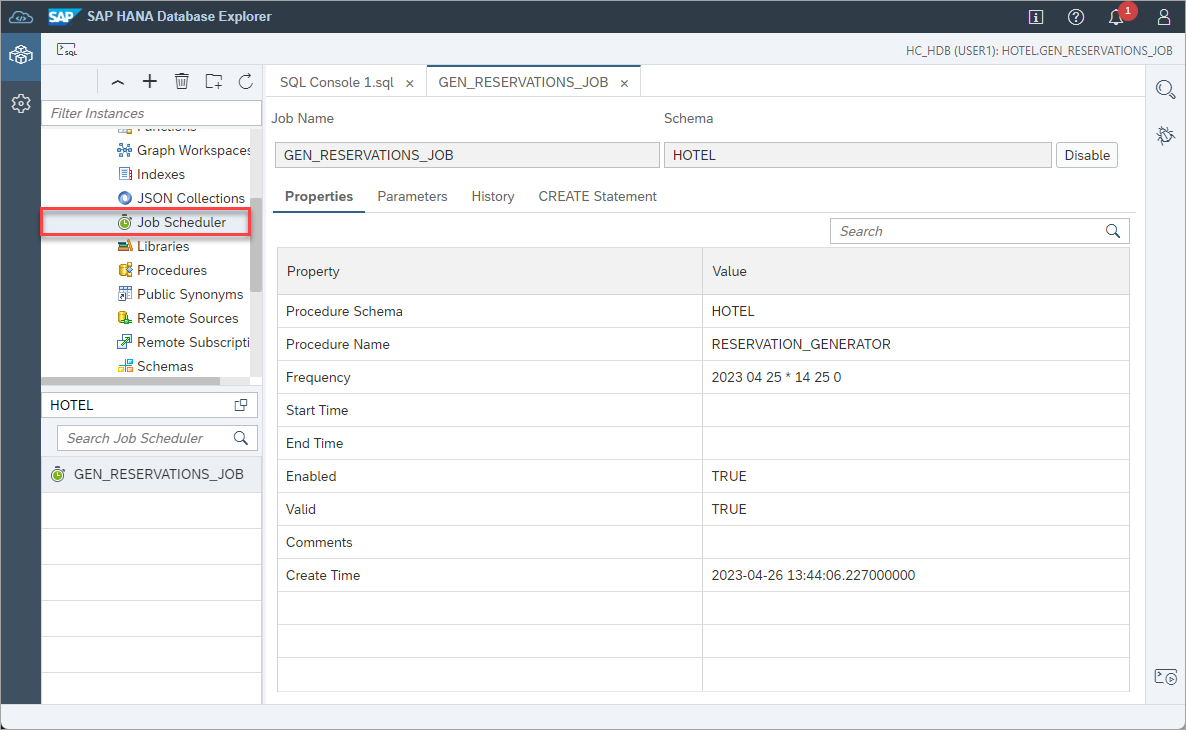 SAP SAP HANA Database Explorer
1
SQL
HC_HDB (USER1): HOTEL.GEN_RESERVATIONS_JOB
Filter Instances
Functions
Graph Workspaces
Indexes
JSON Collections
Job Scheduler
Libraries
Procedures
Public Synonyms
Remote Sources
Remote Subscripti
Schemas
HOTEL
Search Job Scheduler
GEN_RESERVATIONS_JOB
SQL Console 1.sql
GEN_RESERVATIONS_JOB
Job Name Schema
GEN_RESERVATIONS_JOB HOTEL Disable
Properties Parameters History CREATE Statement
Search
Property Value
Procedure Schema HOTEL
Procedure Name RESERVATION_GENERATOR
Frequency 2023 04 25 * 14 25 0
Start Time
End Time
Enabled TRUE
Valid TRUE
Comments
Create Time 2023-04-26 13:44:06.227000000